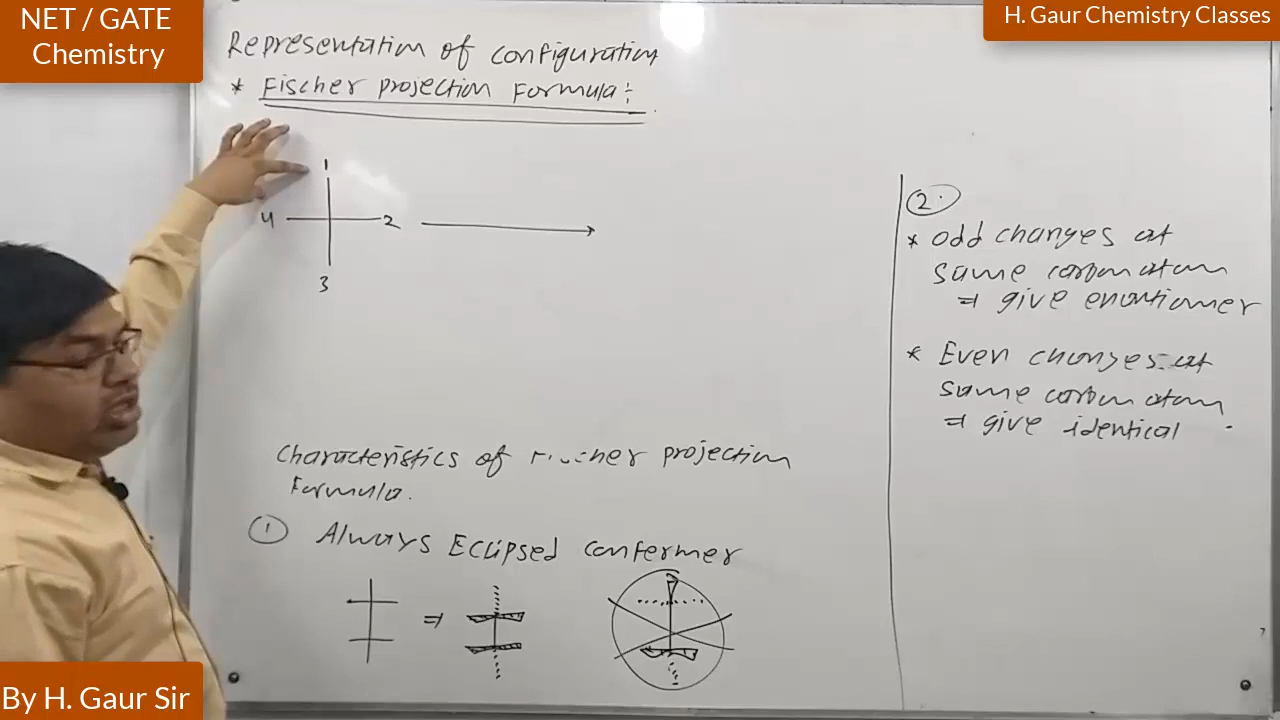 NET / GATE
Chemistry
H. Gaur Chemistry Classes
Representation of configuration
* Fischer projection Formula :
1
4 2
3
Characteristics of Fischer projection
Formula.
① Always Eclipsed confermer
⇒
②.
* odd changes at
same carbon atom
⇒ give enantiomer
* Even changes at
same carbon atom
⇒ give identical
By H. Gaur Sir